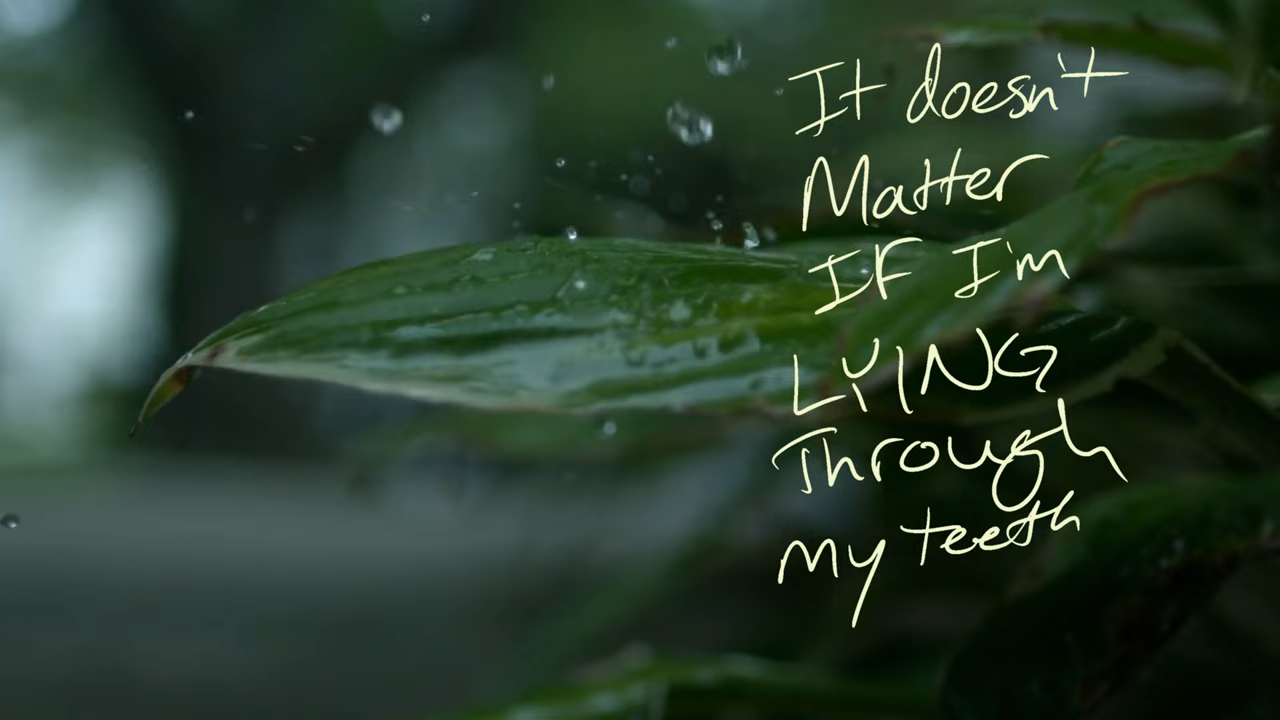 It doesn't
Matter
IF I'm
LYING
Through
my teeth